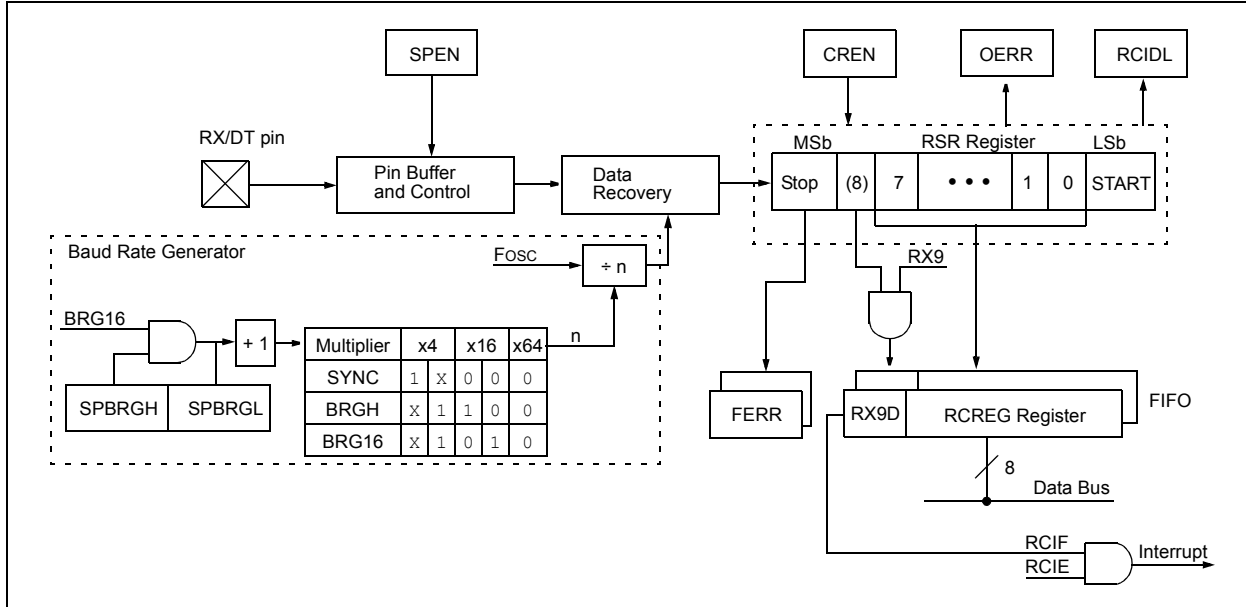 SPEN
CREN
OERR
RCIDL
RX/DT pin
MSb
RSR Register
LSb
Pin Buffer
and Control
Data
Recovery
Stop (8) 7 • • • 1 0 START
Baud Rate Generator
FOSC
÷ n
RX9
BRG16
+ 1
n
Multiplier x4 x16 x64
SYNC 1 X 0 0 0
BRGH X 1 1 0 0
BRG16 X 1 0 1 0
SPBRGH SPBRGL
FERR
RX9D
RCREG Register
FIFO
8
Data Bus
RCIF
RCIE
Interrupt